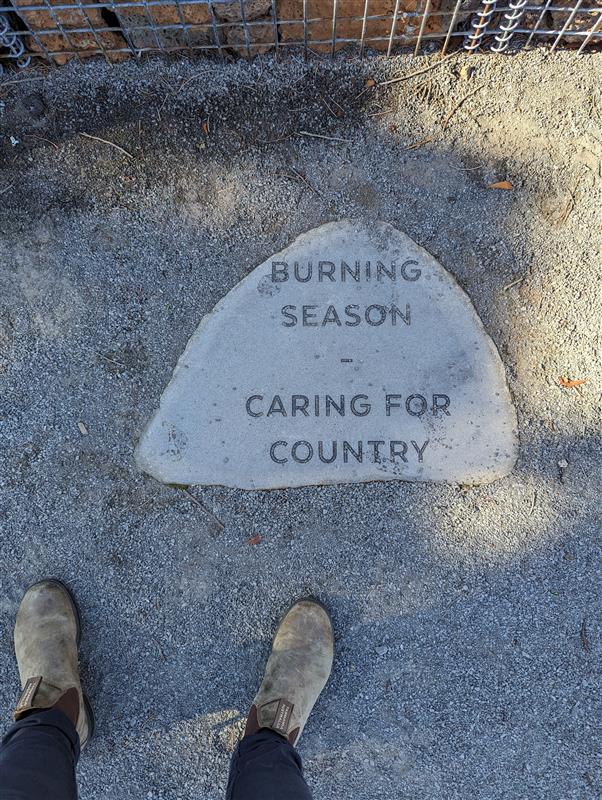 BURNING
SEASON
-
CARING FOR
COUNTRY